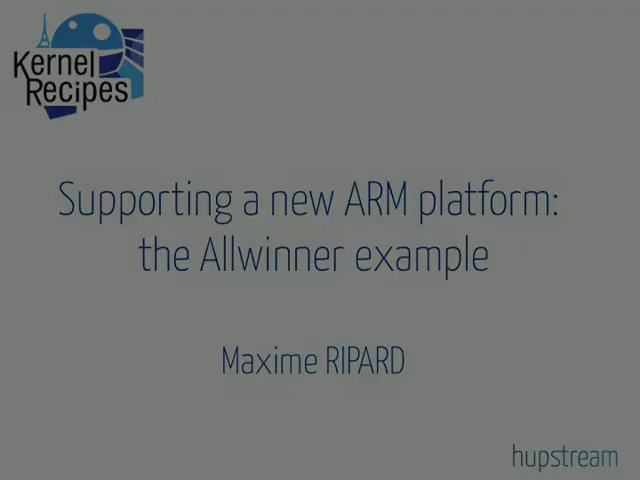 Kernel
Recipes
Supporting a new ARM platform:
the Allwinner example
Maxime RIPARD
hupstream